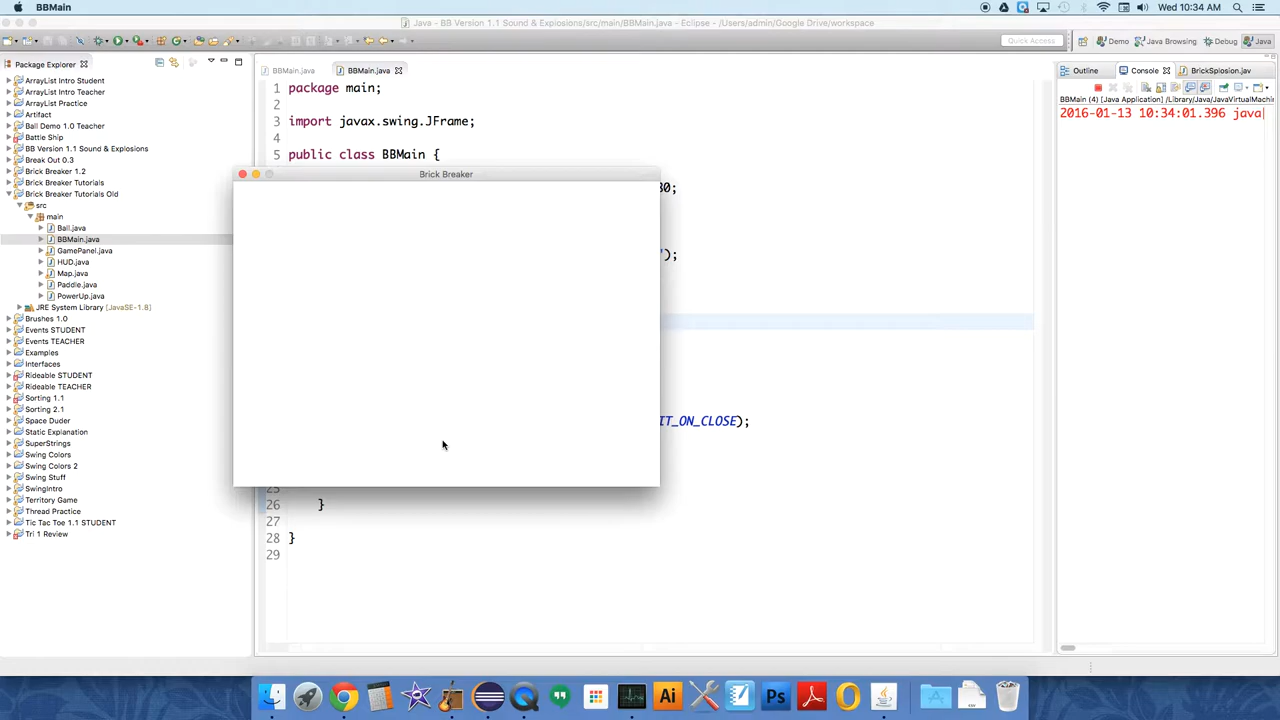 BBMain
Wed 10:34 AM
Java - BB Version 1.1 Sound & Explosions/src/main/BBMain.java - Eclipse - /Users/admin/Google Drive/workspace
Quick Access
Demo
Java Browsing
Debug
Java
Package Explorer
ArrayList Intro Student
ArrayList Intro Teacher
ArrayList Practice
Artifact
Ball Demo 1.0 Teacher
Battle Ship
BB Version 1.1 Sound & Explosions
Break Out 0.3
Brick Breaker 1.2
Brick Breaker Tutorials
Brick Breaker Tutorials Old
src
main
Ball.java
BBMain.java
GamePanel.java
HUD.java
Map.java
Paddle.java
PowerUp.java
JRE System Library [JavaSE-1.8]
Brushes 1.0
Events STUDENT
Events TEACHER
Examples
Interfaces
Rideable STUDENT
Rideable TEACHER
Sorting 1.1
Sorting 2.1
Space Duder
Static Explanation
SuperStrings
Swing Colors
Swing Colors 2
Swing Stuff
SwingIntro
Territory Game
Thread Practice
Tic Tac Toe 1.1 STUDENT
Tri 1 Review
BBMain.java
BBMain.java
1 package main;
2
3 import javax.swing.JFrame;
4
5 public class BBMain {
Brick Breaker
30;
");
IT_ON_CLOSE);
25
26 }
27
28 }
29
Outline
Console
BrickSplosion.jav
BBMain (4) [Java Application] /Library/Java/JavaVirtualMachin
2016-01-13 10:34:01.396 java
Ai
Ps